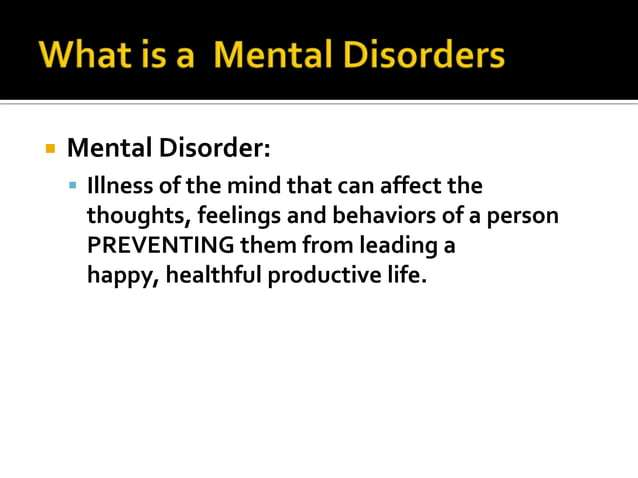 What is a  Mental Disorders
Mental Disorder:
Illness of the mind that can affect the
thoughts, feelings and behaviors of a person
PREVENTING them from leading a
happy, healthful productive life.